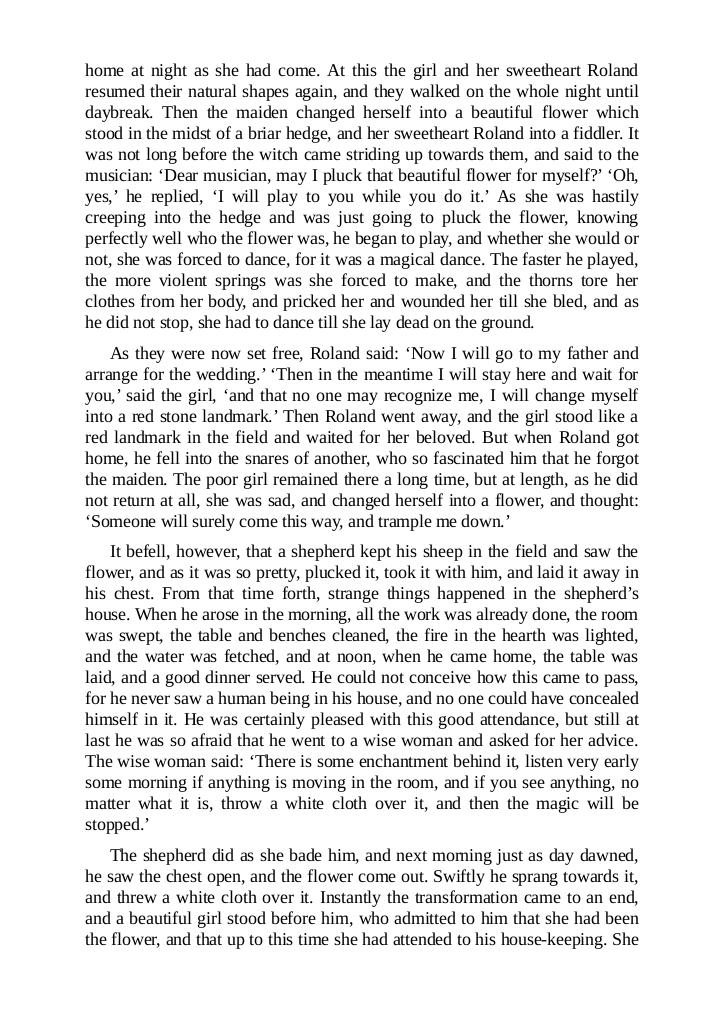 home at night as she had come. At this the girl and her sweetheart Roland
resumed their natural shapes again, and they walked on the whole night until
daybreak. Then the maiden changed herself into a beautiful flower which
stood in the midst of a briar hedge, and her sweetheart Roland into a fiddler. It
was not long before the witch came striding up towards them, and said to the
musician: ‘Dear musician, may I pluck that beautiful flower for myself?’ ‘Oh,
yes,’ he replied, ‘I will play to you while you do it.’ As she was hastily
creeping into the hedge and was just going to pluck the flower, knowing
perfectly well who the flower was, he began to play, and whether she would or
not, she was forced to dance, for it was a magical dance. The faster he played,
the more violent springs was she forced to make, and the thorns tore her
clothes from her body, and pricked her and wounded her till she bled, and as
he did not stop, she had to dance till she lay dead on the ground.
As they were now set free, Roland said: ‘Now I will go to my father and
arrange for the wedding.’ ‘Then in the meantime I will stay here and wait for
you,’ said the girl, ‘and that no one may recognize me, I will change myself
into a red stone landmark.’ Then Roland went away, and the girl stood like a
red landmark in the field and waited for her beloved. But when Roland got
home, he fell into the snares of another, who so fascinated him that he forgot
the maiden. The poor girl remained there a long time, but at length, as he did
not return at all, she was sad, and changed herself into a flower, and thought:
‘Someone will surely come this way, and trample me down.’
It befell, however, that a shepherd kept his sheep in the field and saw the
flower, and as it was so pretty, plucked it, took it with him, and laid it away in
his chest. From that time forth, strange things happened in the shepherd’s
house. When he arose in the morning, all the work was already done, the room
was swept, the table and benches cleaned, the fire in the hearth was lighted,
and the water was fetched, and at noon, when he came home, the table was
laid, and a good dinner served. He could not conceive how this came to pass,
for he never saw a human being in his house, and no one could have concealed
himself in it. He was certainly pleased with this good attendance, but still at
last he was so afraid that he went to a wise woman and asked for her advice.
The wise woman said: ‘There is some enchantment behind it, listen very early
some morning if anything is moving in the room, and if you see anything, no
matter what it is, throw a white cloth over it, and then the magic will be
stopped.’
The shepherd did as she bade him, and next morning just as day dawned,
he saw the chest open, and the flower come out. Swiftly he sprang towards it,
and threw a white cloth over it. Instantly the transformation came to an end,
and a beautiful girl stood before him, who admitted to him that she had been
the flower, and that up to this time she had attended to his house-keeping. She